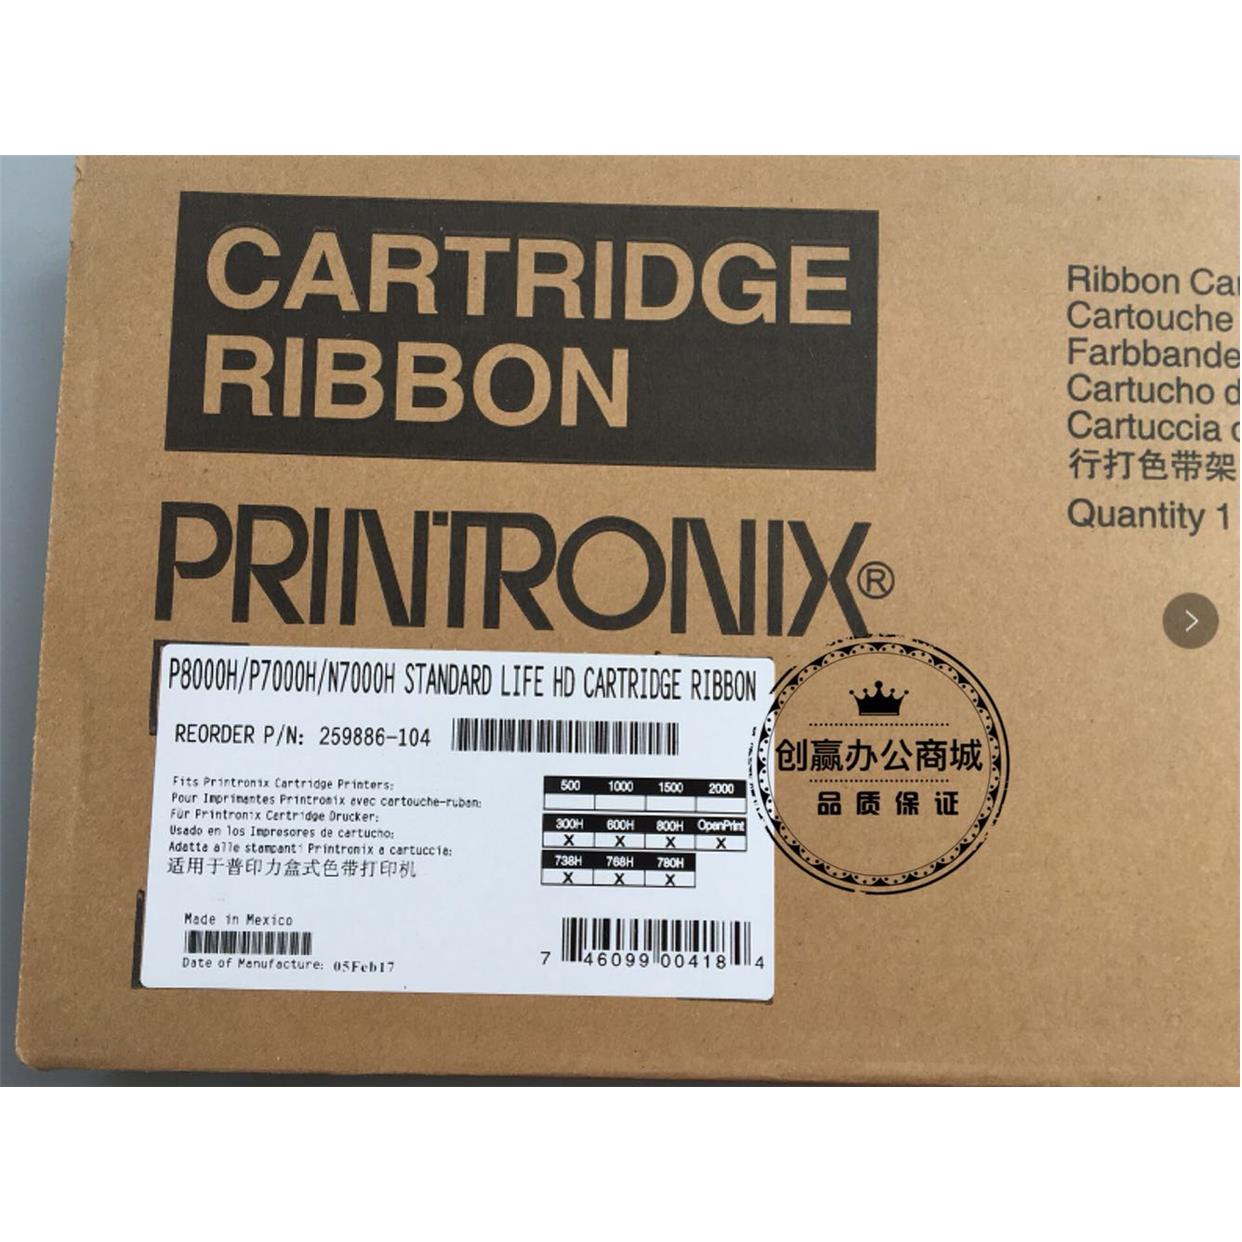 CARTRIDGE
RIBBON
PRINTRONIX®
Ribbon
Cartouche
Cartucho
Cartuccia
行打色带架
Quantity 1
P8000H/P7000H/N7000H STANDARD LIFE HD CARTRIDGE RIBBON
REORDER P/N: 259886-104
Fits Printronix Cartridge Printers:
Pour Imprimantes Printronix avec cartouche-ruban:
Für Printronix Cartridge Drucker:
Usado en los Impresores de cartucho:
Adatta alle stampanti Printronix a cartuccia:
适用于普印力盒式色带打印机
500 1000 1500 2000
300H 600H 800H OpenPrint
X X X X
738H 768H 780H
X X X
Made in Mexico
Date of Manufacture: 05Feb17
7 46099 00418 4
创赢办公商城
品质保证